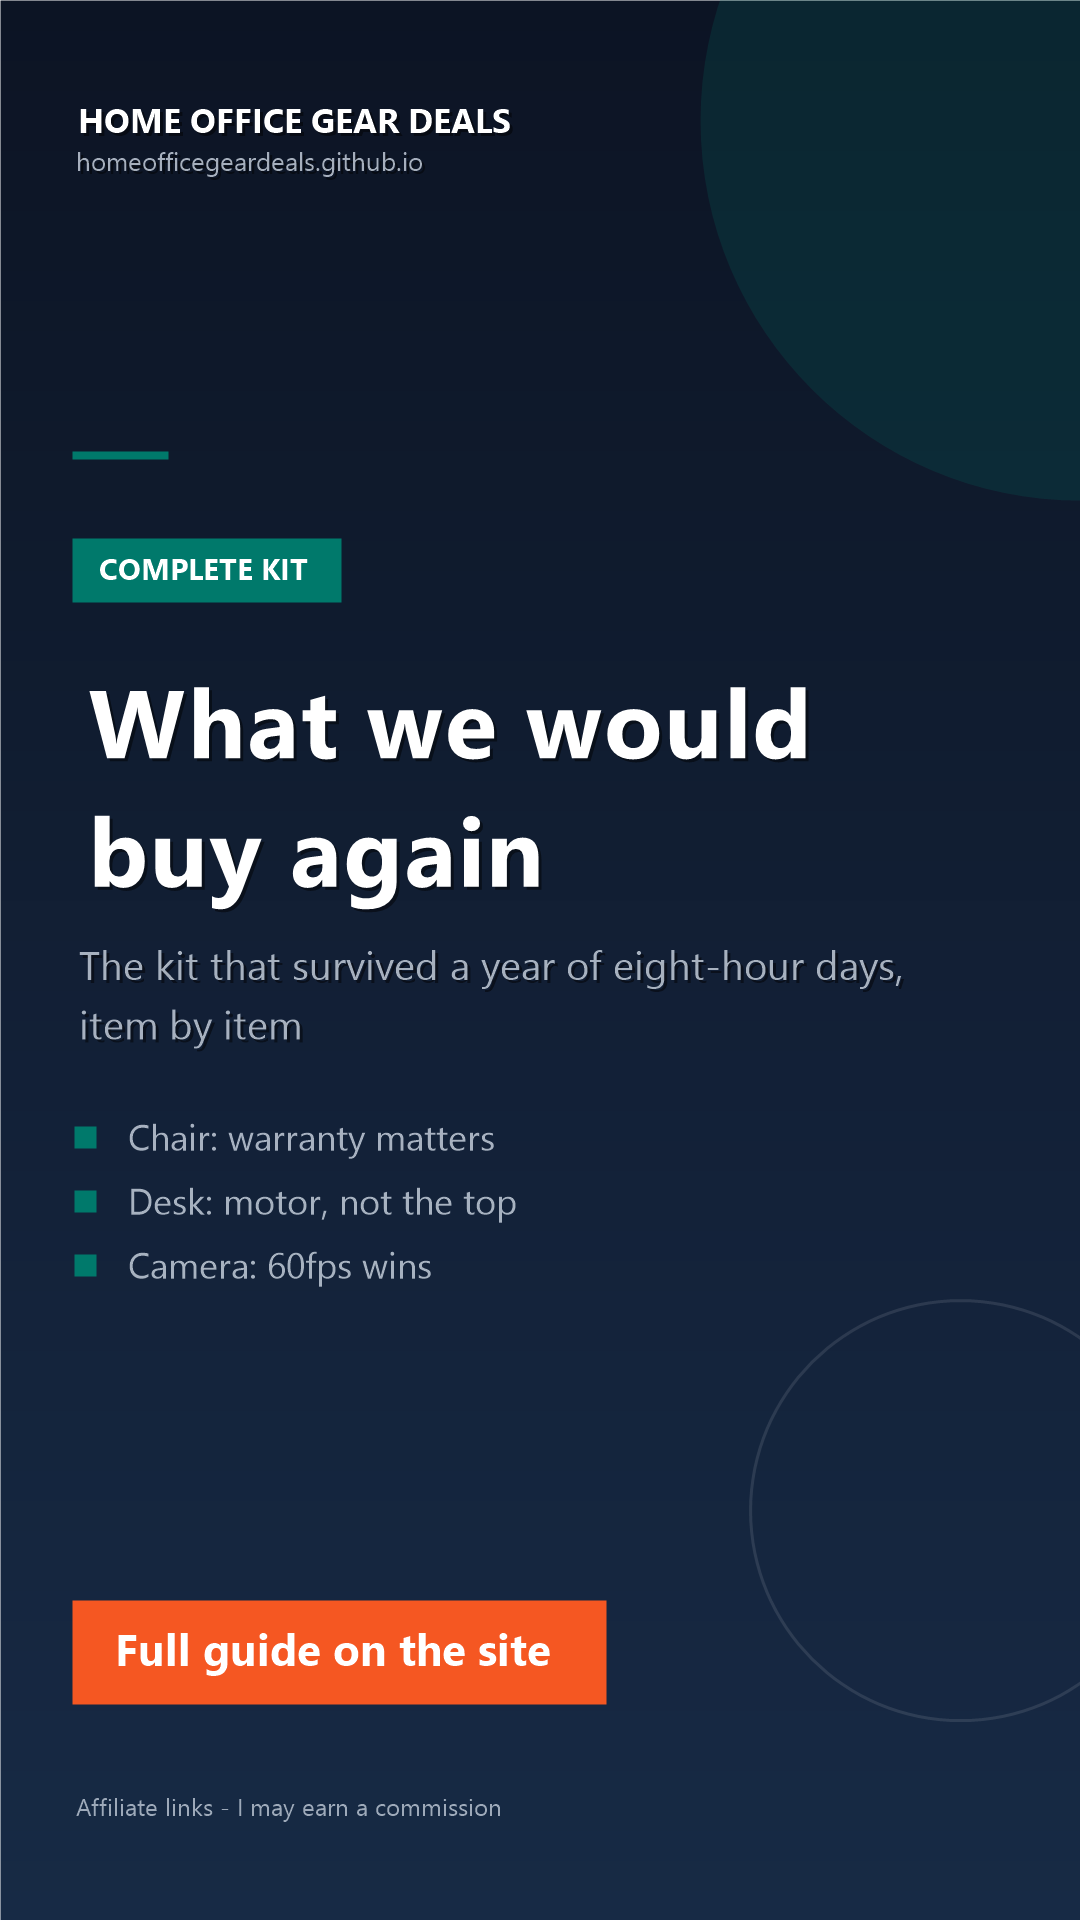 HOME OFFICE GEAR DEALS
homeofficegeardeals.github.io
COMPLETE KIT
What we would
buy again
The kit that survived a year of eight-hour days,
item by item
Chair: warranty matters
Desk: motor, not the top
Camera: 60fps wins
Full guide on the site
Affiliate links - I may earn a commission